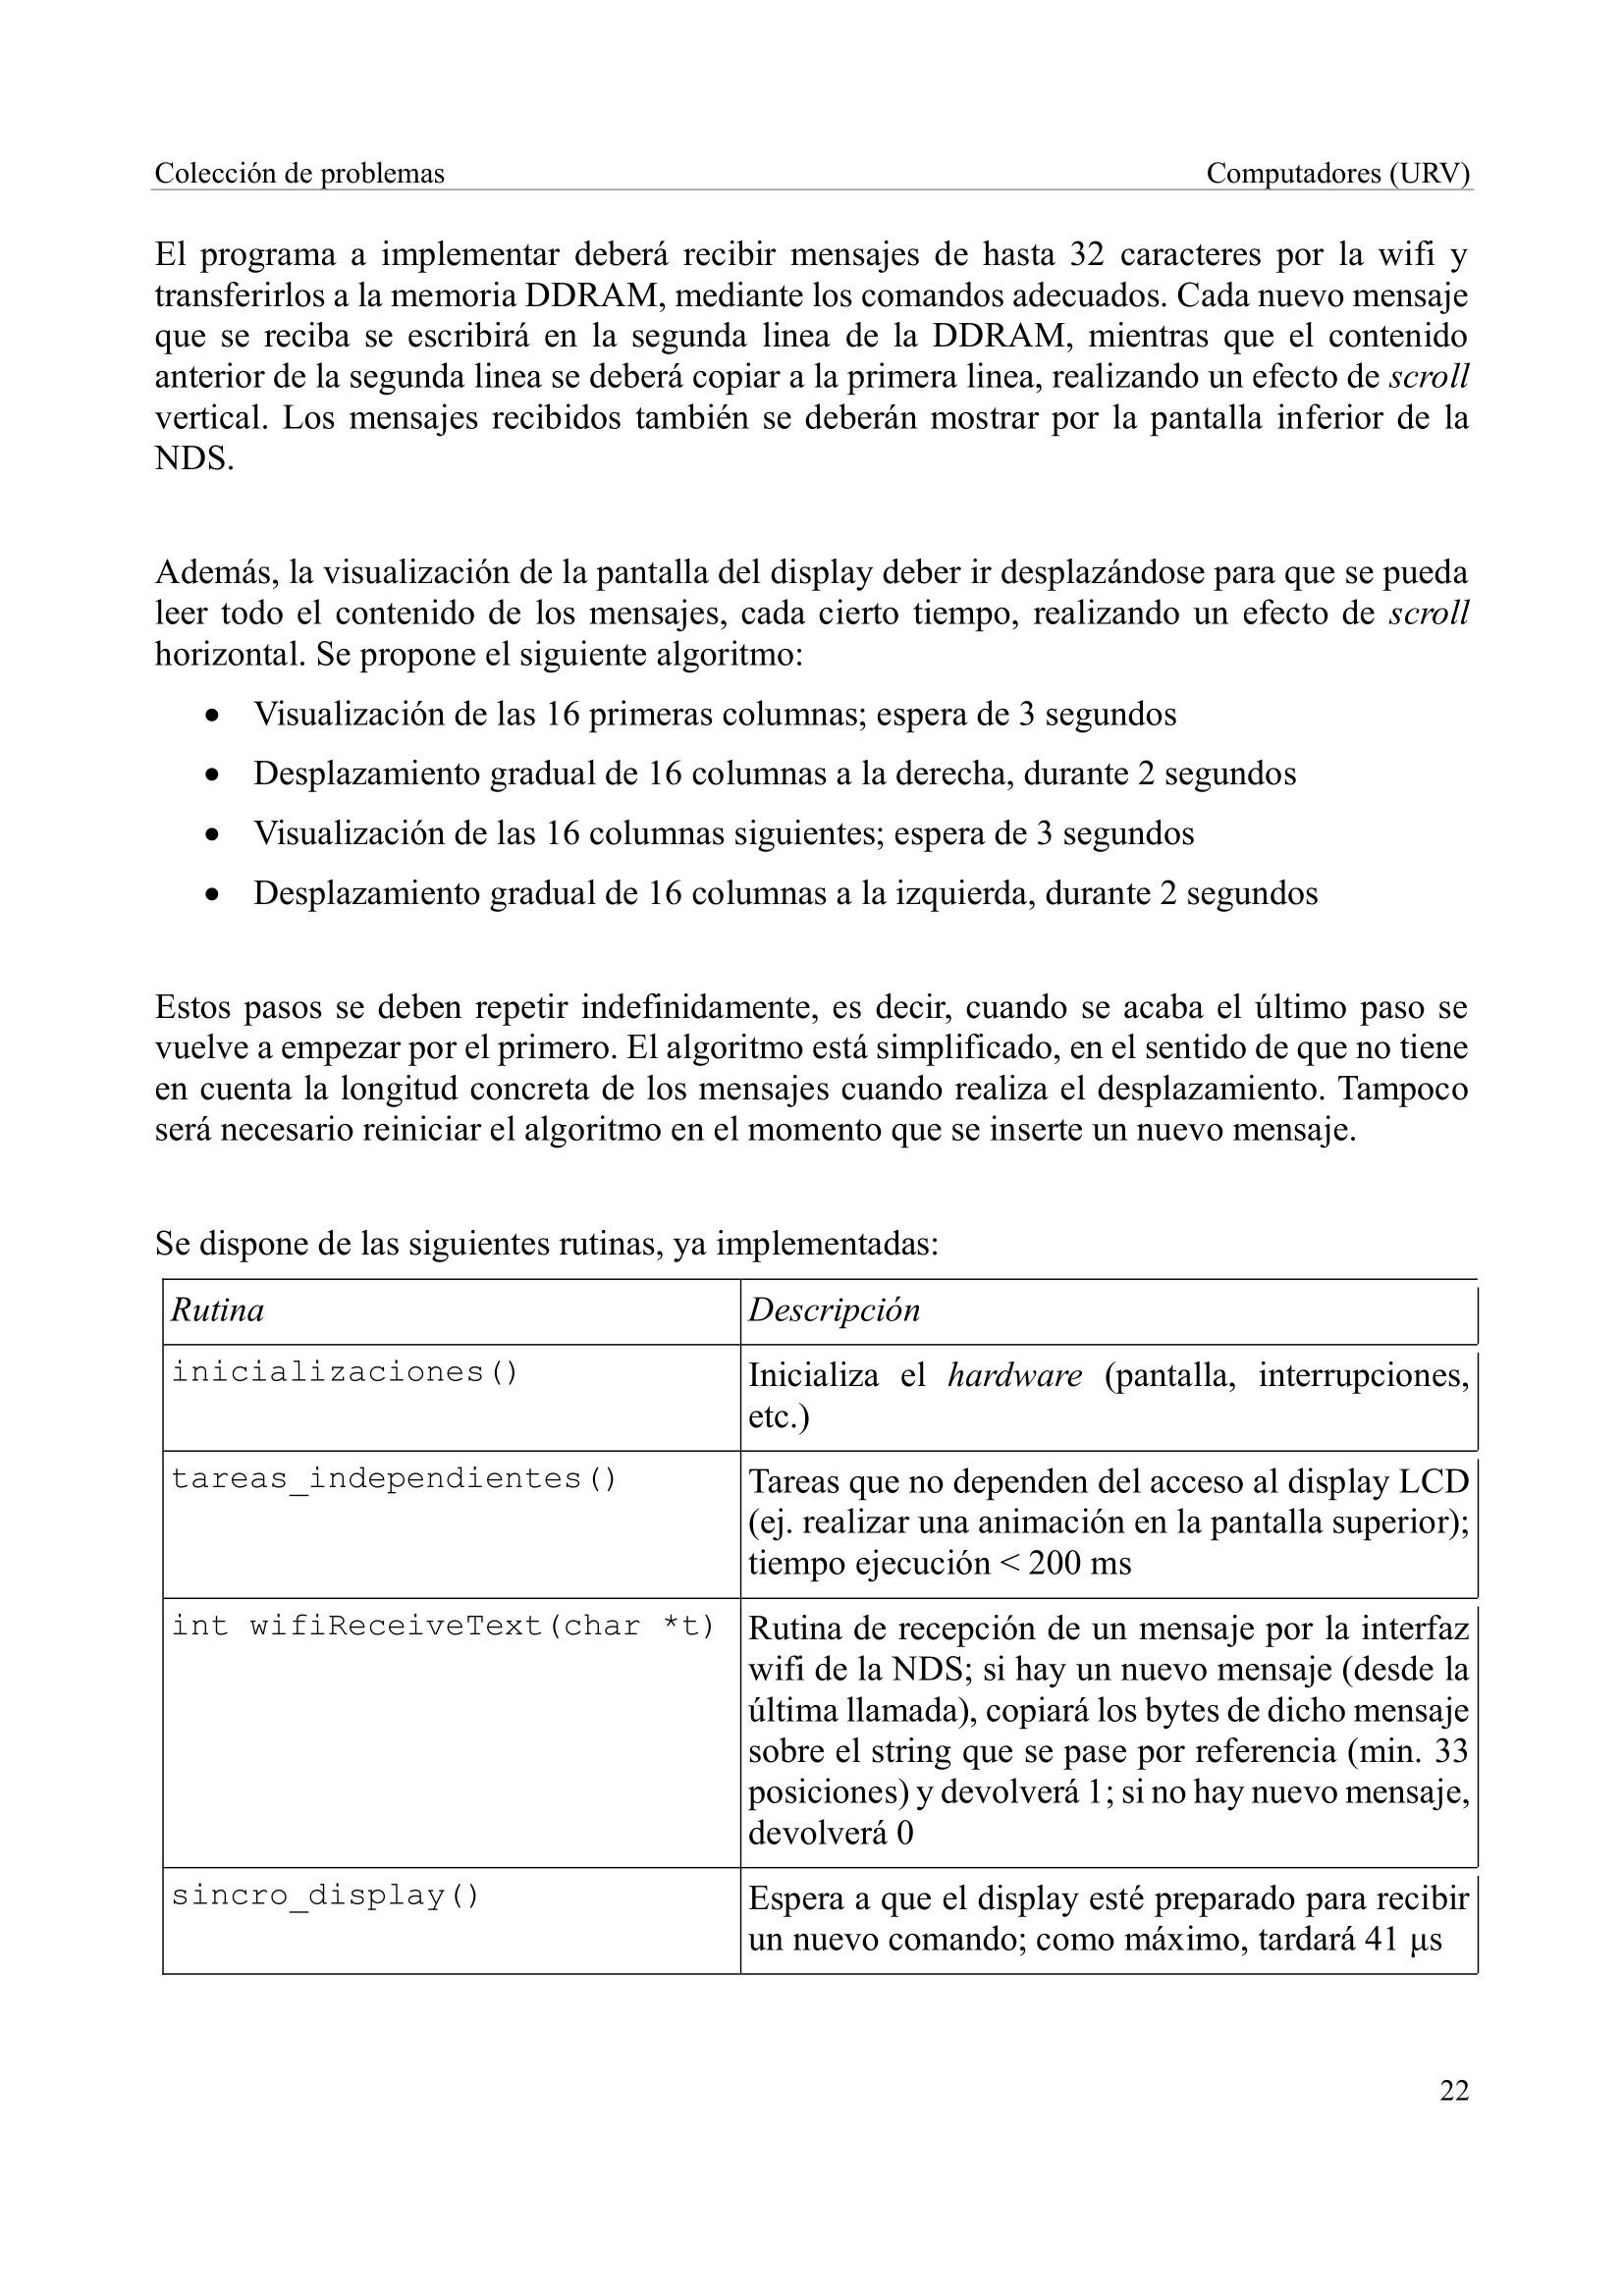 Colección de problemas
Computadores (URV)
El programa a implementar deberá recibir mensajes de hasta 32 caracteres por la wifi y
transferirlos a la memoria DDRAM, mediante los comandos adecuados. Cada nuevo mensaje
que se reciba se escribirá en la segunda linea de la DDRAM, mientras que el contenido
anterior de la segunda linea se deberá copiar a la primera linea, realizando un efecto de scroll
vertical. Los mensajes recibidos también se deberán mostrar por la pantalla inferior de la
NDS.
Además, la visualización de la pantalla del display deber ir desplazándose para que se pueda
leer todo el contenido de los mensajes, cada cierto tiempo, realizando un efecto de scroll
horizontal. Se propone el siguiente algoritmo:
• Visualización de las 16 primeras columnas; espera de 3 segundos
• Desplazamiento gradual de 16 columnas a la derecha, durante 2 segundos
• Visualización de las 16 columnas siguientes; espera de 3 segundos
• Desplazamiento gradual de 16 columnas a la izquierda, durante 2 segundos
Estos pasos se deben repetir indefinidamente, es decir, cuando se acaba el último paso se
vuelve a empezar por el primero. El algoritmo está simplificado, en el sentido de que no tiene
en cuenta la longitud concreta de los mensajes cuando realiza el desplazamiento. Tampoco
será necesario reiniciar el algoritmo en el momento que se inserte un nuevo mensaje.
Se dispone de las siguientes rutinas, ya implementadas:
Rutina
Descripción
inicializaciones()
Inicializa el hardware (pantalla, interrupciones,
etc.)
tareas_independientes()
Tareas que no dependen del acceso al display LCD
(ej. realizar una animación en la pantalla superior);
tiempo ejecución < 200 ms
int wifiReceiveText(char *t)
Rutina de recepción de un mensaje por la interfaz
wifi de la NDS; si hay un nuevo mensaje (desde la
última llamada), copiará los bytes de dicho mensaje
sobre el string que se pase por referencia (min. 33
posiciones) y devolverá 1; si no hay nuevo mensaje,
devolverá 0
sincro_display()
Espera a que el display esté preparado para recibir
un nuevo comando; como máximo, tardará 41 μs
22